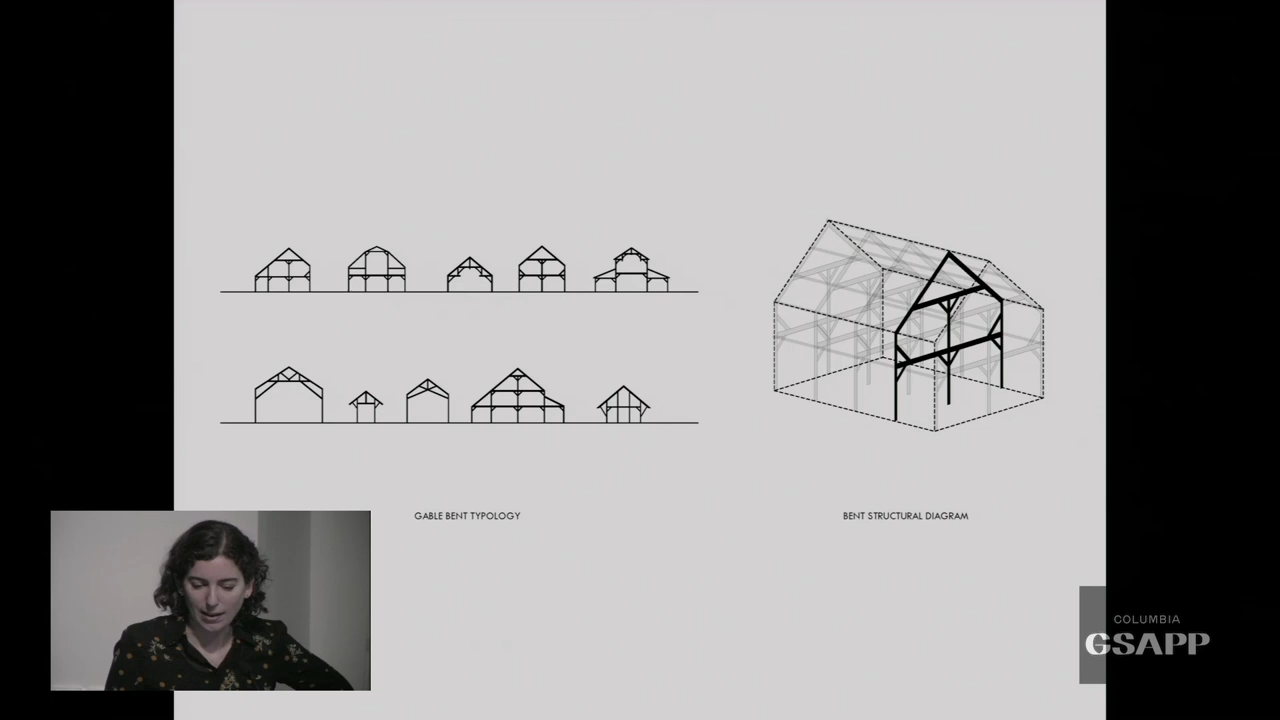 GABLE BENT TYPOLOGY
BENT STRUCTURAL DIAGRAM
COLUMBIA
GSAPP